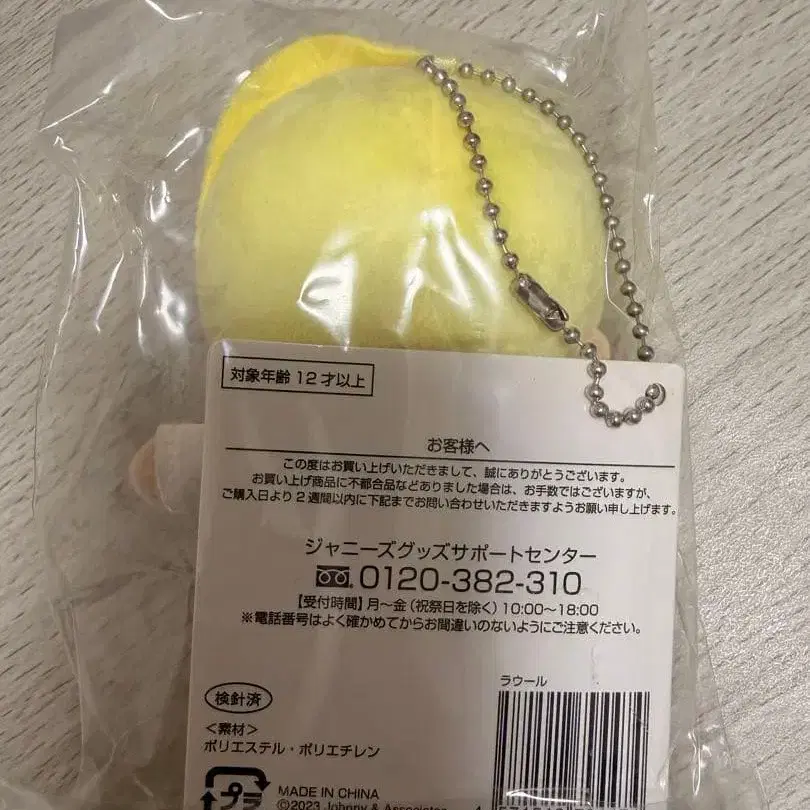 対象年齢 12才以上
お客様へ
この度はお買い上げいただきまして、誠にありがとうございます。
お買い上げ商品に不都合品などありました場合は、お手数ではございますが、
ご購入日より2週間以内に下記までお問い合わせいただきますようお願い申し上げます。
ジャニーズグッズサポートセンター
0120-382-310
【受付時間】月～金（祝祭日を除く）10:00～18:00
※電話番号はよく確かめてからお間違いのないようにご注意ください。
ラウール
検針済
＜素材＞
ポリエステル・ポリエチレン
プラ
MADE IN CHINA
©2023 Johnny & Associates